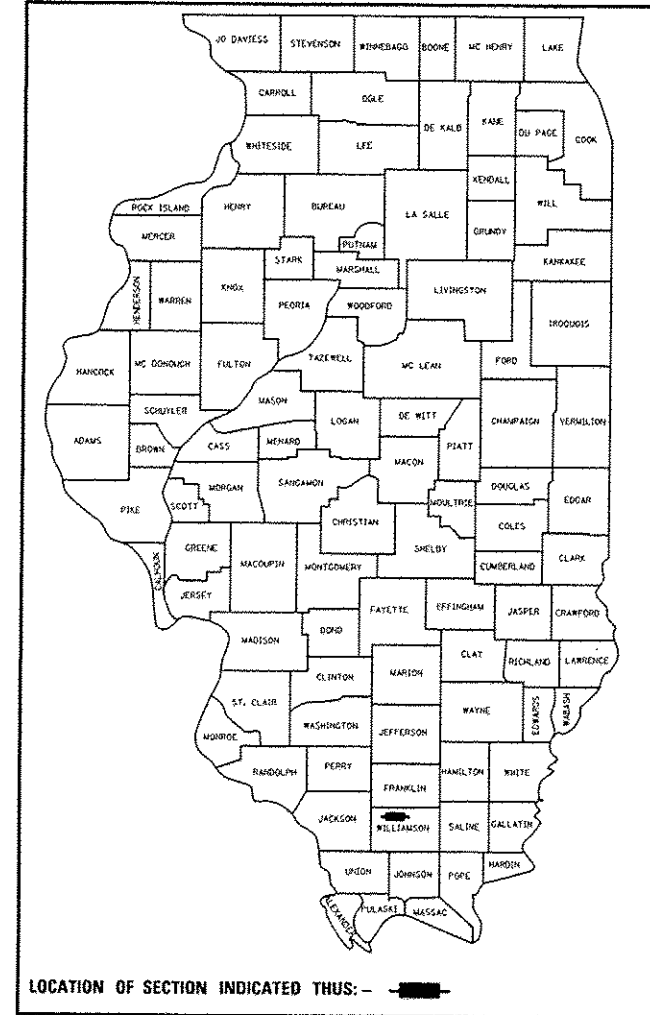 JO DAVIESS STEVENSON WINNEBAGO BOONE MC HENRY LAKE
CARROLL OGLE DE KALB KANE DU PAGE COOK
WHITESIDE LEE
KENDALL WILL
ROCK ISLAND HENRY BUREAU LA SALLE GRUNDY
MERCER PUTNAM
STARK MARSHALL KANKAKEE
HENDERSON WARREN KNOX PEORIA WOODFORD LIVINGSTON
IROQUOIS
HANCOCK MC DONOUGH FULTON TAZEWELL MC LEAN FORD
SCHUYLER MASON LOGAN DE WITT CHAMPAIGN VERMILION
ADAMS BROWN CASS MENARD PIATT
MACON
PIKE SCOTT MORGAN SANGAMON MOULTRIE DOUGLAS EDGAR
CHRISTIAN COLES
CALHOUN GREENE MACOUPIN MONTGOMERY SHELBY CUMBERLAND CLARK
JERSEY
FAYETTE EFFINGHAM JASPER CRAWFORD
MADISON BOND
CLAY RICHLAND LAWRENCE
CLINTON MARION
ST. CLAIR WAYNE EDWARDS WABASH
MONROE WASHINGTON JEFFERSON
RANDOLPH PERRY HAMILTON WHITE
FRANKLIN
JACKSON WILLIAMSON SALINE GALLATIN
UNION JOHNSON POPE HARDIN
ALEXANDER PULASKI MASSAC
LOCATION OF SECTION INDICATED THUS: -